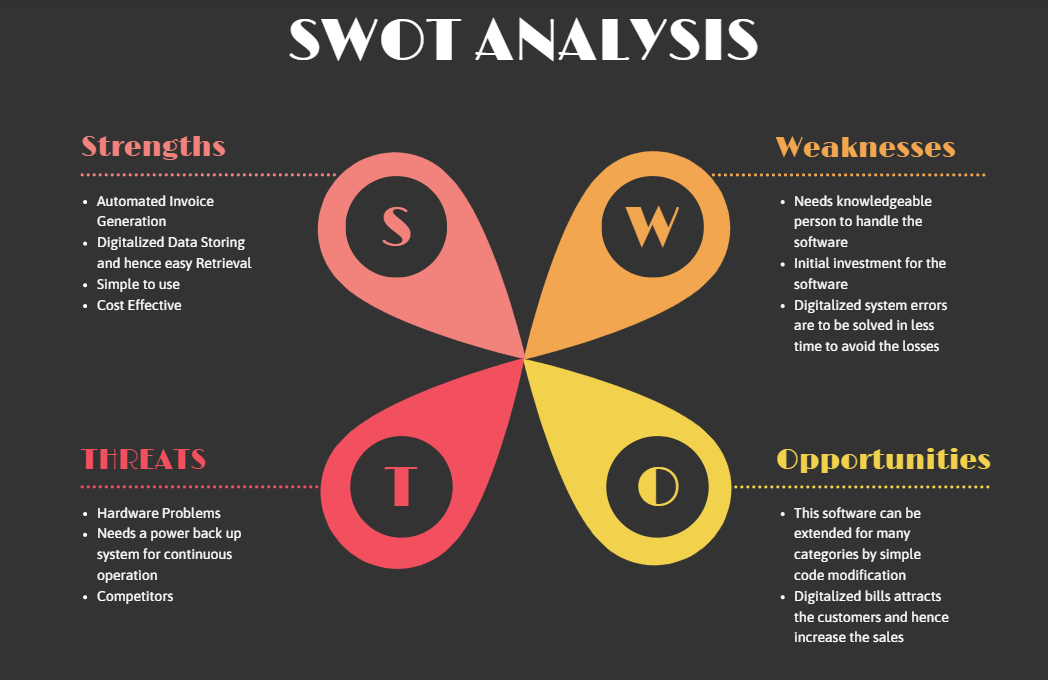 SWOT ANALYSIS
Strengths
• Automated Invoice
Generation
• Digitalized Data Storing
and hence easy Retrieval
• Simple to use
• Cost Effective
S
W
Weaknesses
• Needs knowledgeable
person to handle the
software
• Initial investment for the
software
• Digitalized system errors
are to be solved in less
time to avoid the losses
THREATS
• Hardware Problems
• Needs a power back up
system for continuous
operation
• Competitors
T
O
Opportunities
• This software can be
extended for many
categories by simple
code modification
• Digitalized bills attracts
the customers and hence
increase the sales